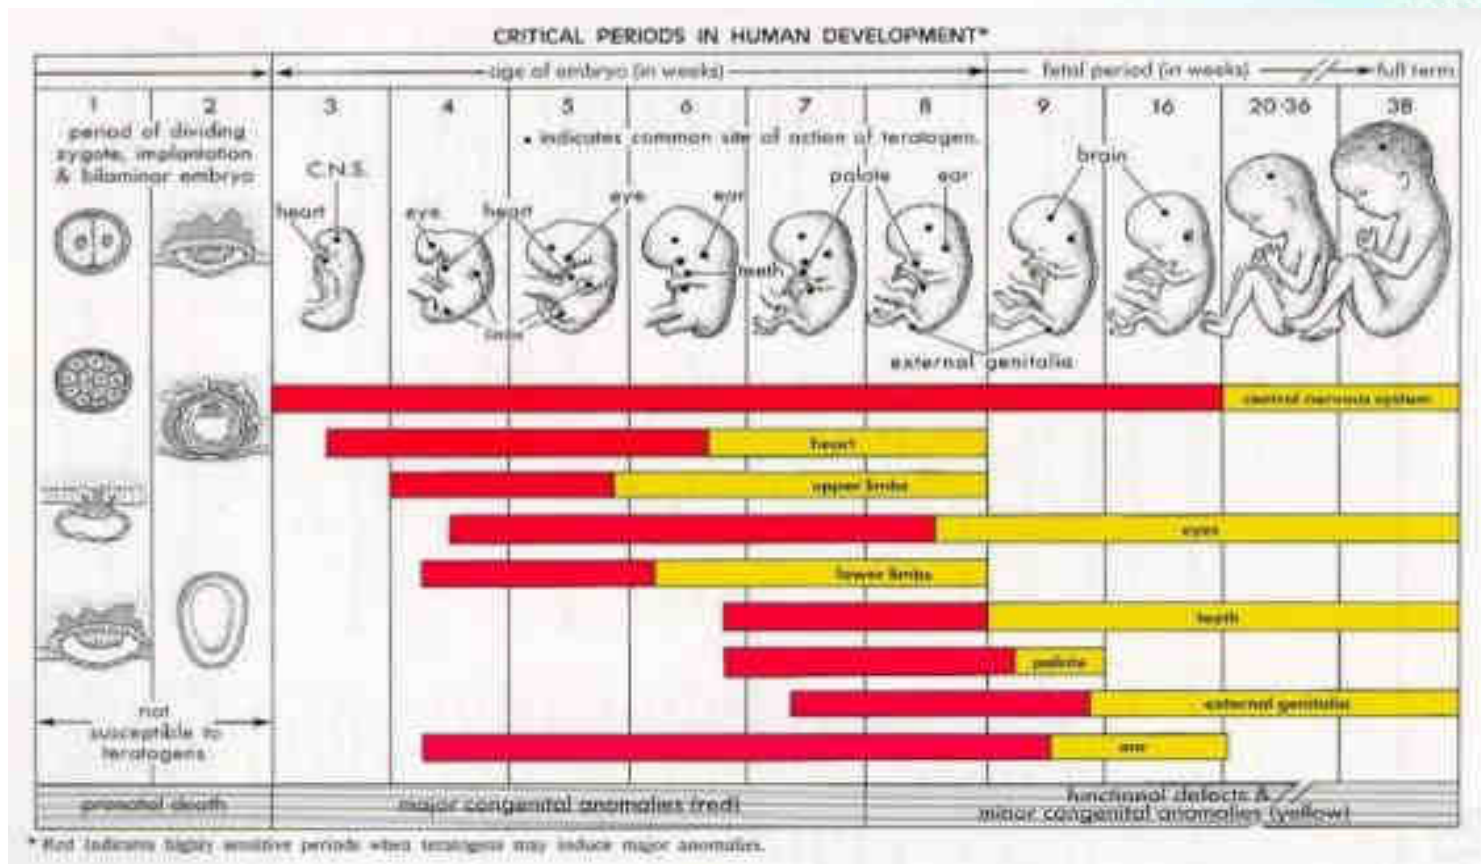 CRITICAL PERIODS IN HUMAN DEVELOPMENT*
age of embryo (in weeks)
fetal period (in weeks)
full term
1
2
3
4
5
6
7
8
9
16
20-36
38
period of dividing
zygote, implantation
& bilaminar embryo
• indicates common site of action of teratogen.
C.N.S.
heart
eye
heart
eye
ear
palate
ear
brain
teeth
external genitalia
central nervous system
heart
upper limbs
eyes
lower limbs
teeth
palate
external genitalia
ear
not
susceptible to
teratogens
prenatal death
major congenital anomalies (red)
functional defects &
minor congenital anomalies (yellow)
* Red indicates highly sensitive periods when teratogens may induce major anomalies.